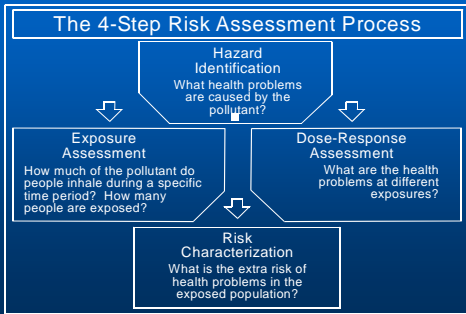 The 4-Step Risk Assessment Process
Hazard
Identification
What health problems
are caused by the
pollutant?
Exposure
Assessment
How much of the pollutant do
people inhale during a specific
time period? How many
people are exposed?
Dose-Response
Assessment
What are the health
problems at different
exposures?
Risk
Characterization
What is the extra risk of
health problems in the
exposed population?